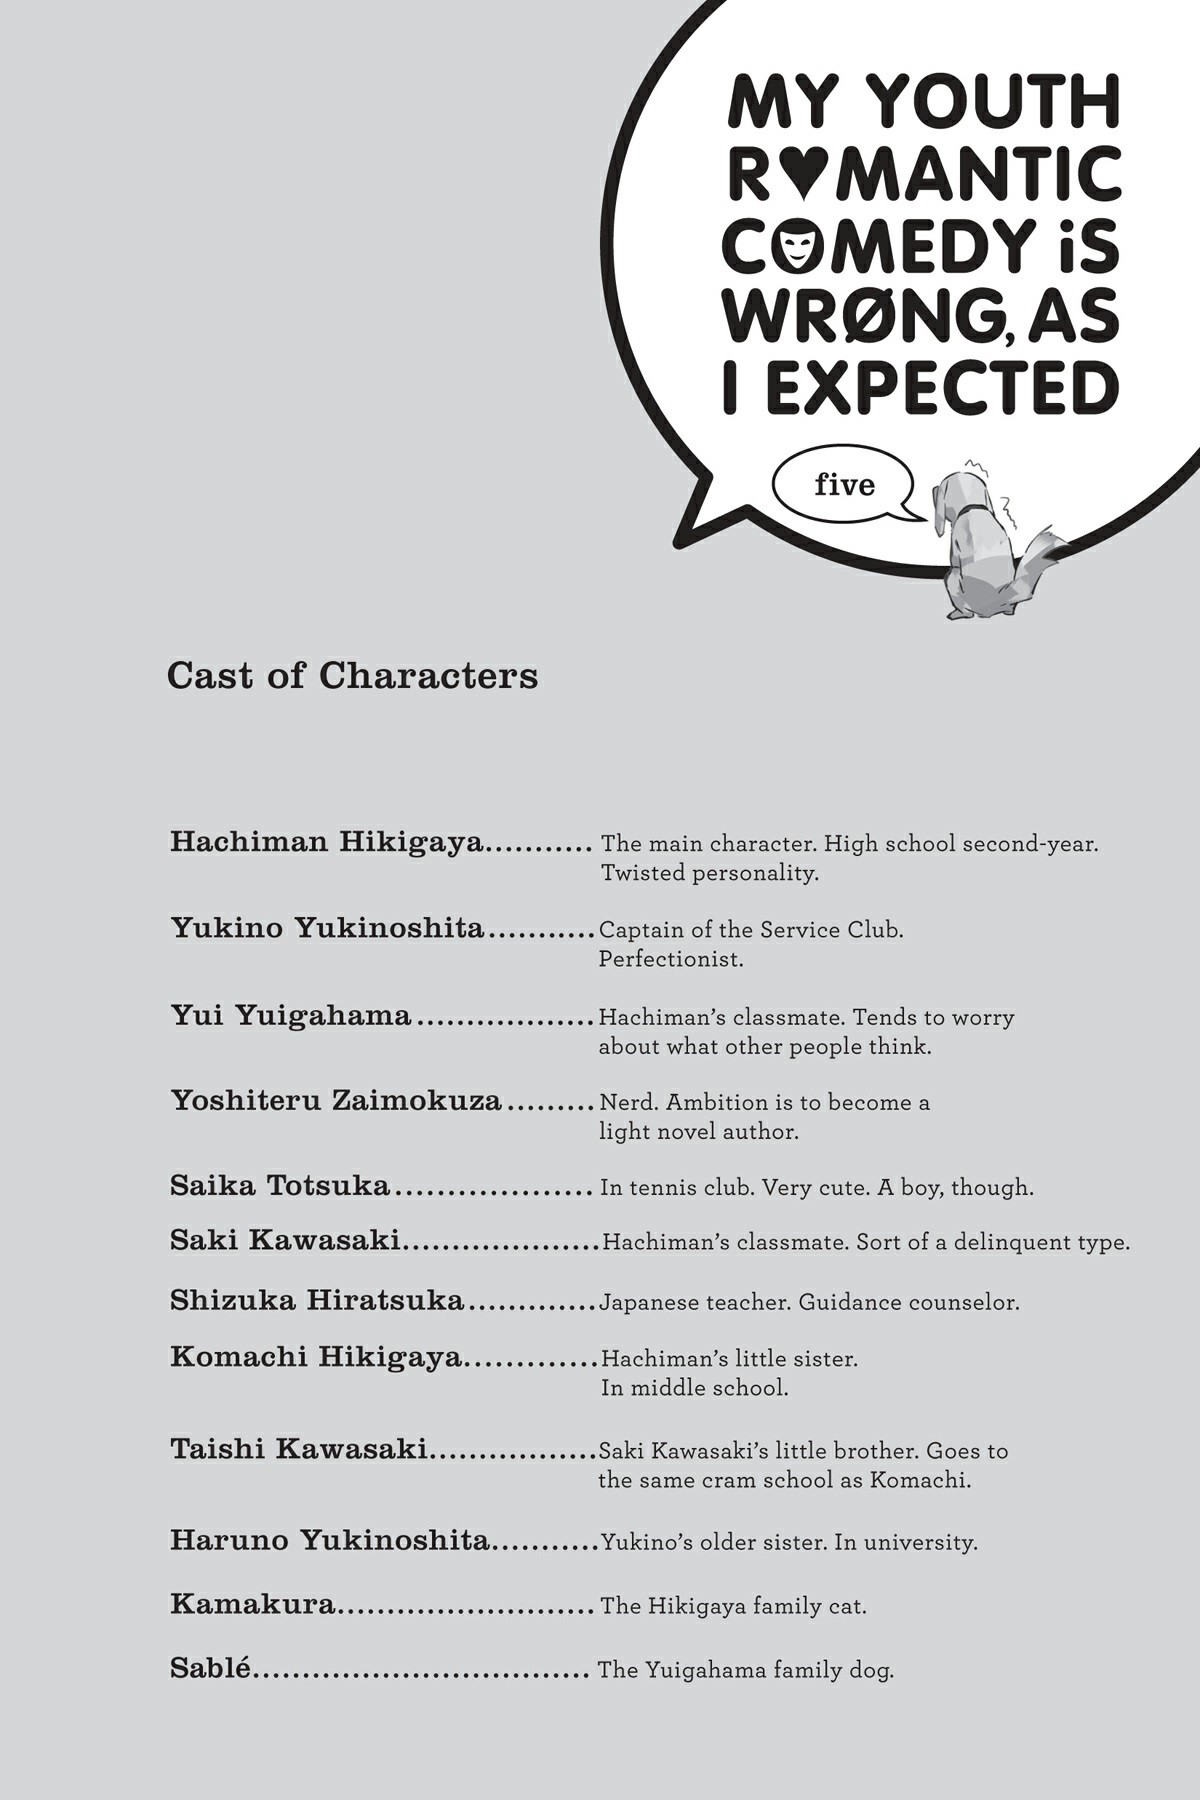 MY YOUTH
R♥MANTIC
COMEDY iS
WRØNG, AS
I EXPECTED
five
Cast of Characters
Hachiman Hikigaya........... The main character. High school second-year.
Twisted personality.
Yukino Yukinoshita...........Captain of the Service Club.
Perfectionist.
Yui Yuigahama..................Hachiman’s classmate. Tends to worry
about what other people think.
Yoshiteru Zaimokuza.........Nerd. Ambition is to become a
light novel author.
Saika Totsuka.................... In tennis club. Very cute. A boy, though.
Saki Kawasaki....................Hachiman’s classmate. Sort of a delinquent type.
Shizuka Hiratsuka.............Japanese teacher. Guidance counselor.
Komachi Hikigaya..............Hachiman’s little sister.
In middle school.
Taishi Kawasaki.................Saki Kawasaki’s little brother. Goes to
the same cram school as Komachi.
Haruno Yukinoshita...........Yukino’s older sister. In university.
Kamakura.......................... The Hikigaya family cat.
Sablé.................................. The Yuigahama family dog.